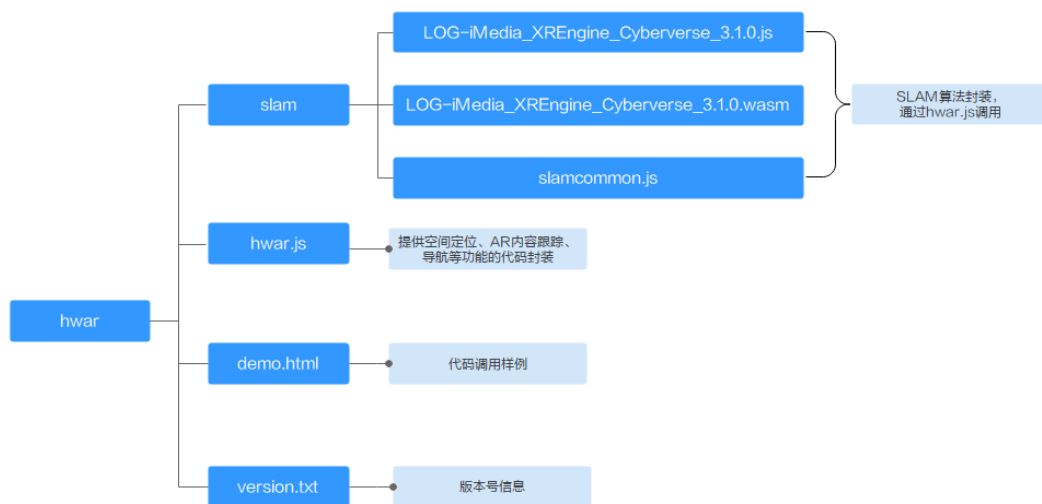 LOG-iMedia_XREngine_Cyberverse_3.1.0.js
slam
LOG-iMedia_XREngine_Cyberverse_3.1.0.wasm
SLAM算法封装，
通过hwar.js调用
slamcommon.js
hwar.js
提供空间定位、AR内容跟踪、
导航等功能的代码封装
hwar
demo.html
代码调用样例
version.txt
版本号信息